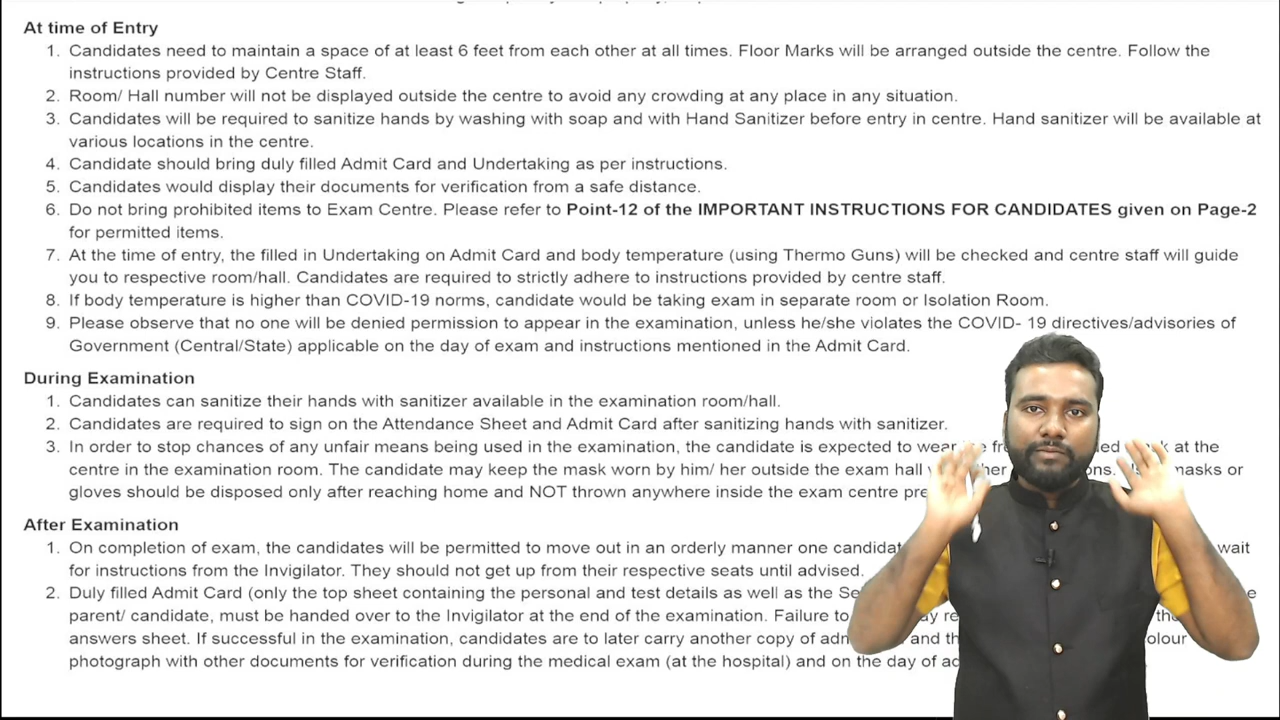 At time of Entry
1. Candidates need to maintain a space of at least 6 feet from each other at all times. Floor Marks will be arranged outside the centre. Follow the
instructions provided by Centre Staff.
2. Room/ Hall number will not be displayed outside the centre to avoid any crowding at any place in any situation.
3. Candidates will be required to sanitize hands by washing with soap and with Hand Sanitizer before entry in centre. Hand sanitizer will be available at
various locations in the centre.
4. Candidate should bring duly filled Admit Card and Undertaking as per instructions.
5. Candidates would display their documents for verification from a safe distance.
6. Do not bring prohibited items to Exam Centre. Please refer to Point-12 of the IMPORTANT INSTRUCTIONS FOR CANDIDATES given on Page-2
for permitted items.
7. At the time of entry, the filled in Undertaking on Admit Card and body temperature (using Thermo Guns) will be checked and centre staff will guide
you to respective room/hall. Candidates are required to strictly adhere to instructions provided by centre staff.
8. If body temperature is higher than COVID-19 norms, candidate would be taking exam in separate room or Isolation Room.
9. Please observe that no one will be denied permission to appear in the examination, unless he/she violates the COVID- 19 directives/advisories of
Government (Central/State) applicable on the day of exam and instructions mentioned in the Admit Card.
During Examination
1. Candidates can sanitize their hands with sanitizer available in the examination room/hall.
2. Candidates are required to sign on the Attendance Sheet and Admit Card after sanitizing hands with sanitizer.
3. In order to stop chances of any unfair means being used in the examination, the candidate is expected to wear at the
centre in the examination room. The candidate may keep the mask worn by him/ her outside the exam hall masks or
gloves should be disposed only after reaching home and NOT thrown anywhere inside the exam centre
After Examination
1. On completion of exam, the candidates will be permitted to move out in an orderly manner one wait
for instructions from the Invigilator. They should not get up from their respective seats until advised.
2. Duly filled Admit Card (only the top sheet containing the personal and test details as well as the
parent/ candidate, must be handed over to the Invigilator at the end of the examination. Failure to
answers sheet. If successful in the examination, candidates are to later carry another copy of and
photograph with other documents for verification during the medical exam (at the hospital) and on the day of